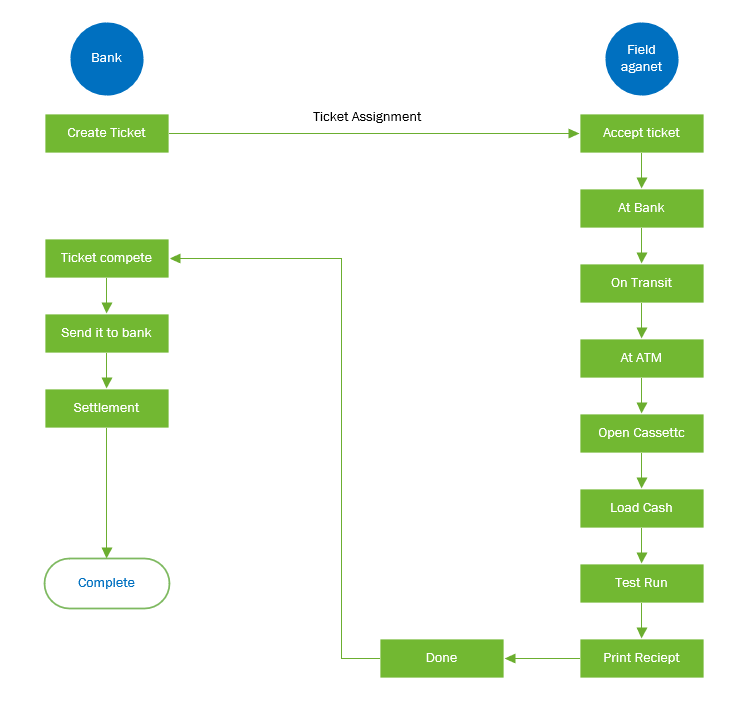 Bank
Field
aganet
Create Ticket
Ticket Assignment
Accept ticket
At Bank
Ticket compete
On Transit
Send it to bank
At ATM
Settlement
Open Cassettc
Load Cash
Complete
Test Run
Done
Print Reciept